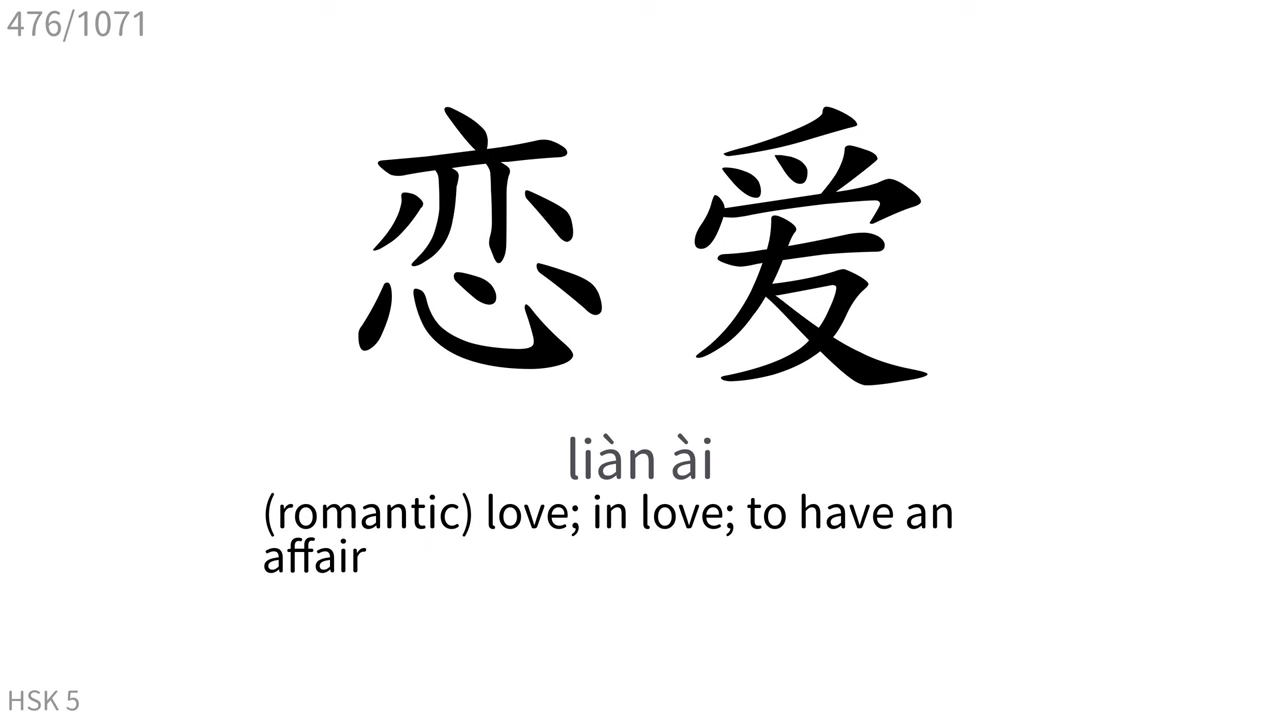 476/1071
恋爱
liàn ài
(romantic) love; in love; to have an
affair
HSK 5